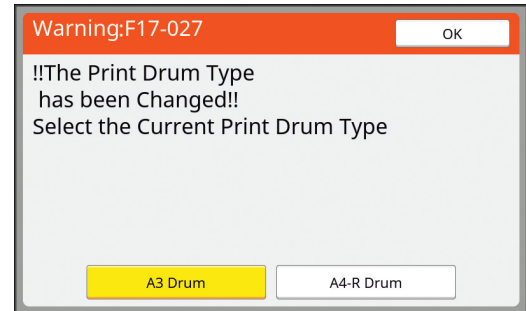 Warning:F17-027
OK
!!The Print Drum Type
has been Changed!!
Select the Current Print Drum Type
A3 Drum
A4-R Drum